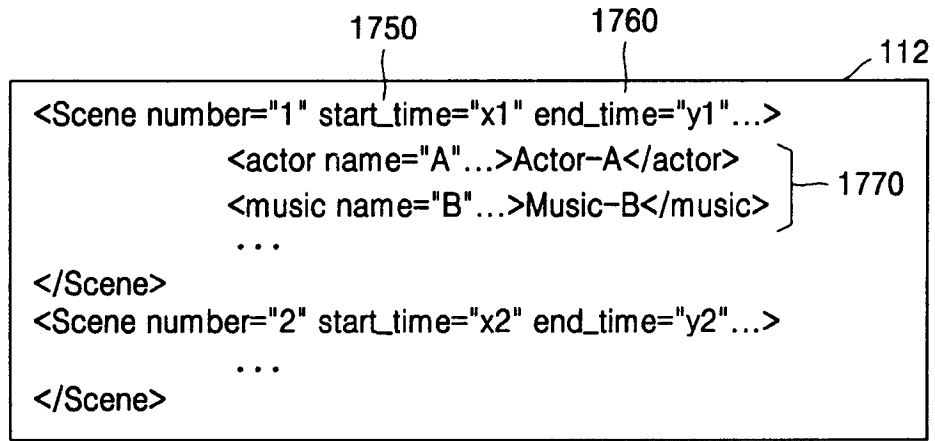 1750 1760
112
<Scene number="1" start_time="x1" end_time="y1"...>
<actor name="A"...>Actor-A</actor>
<music name="B"...>Music-B</music>
1770
...
</Scene>
<Scene number="2" start_time="x2" end_time="y2"...>
...
</Scene>